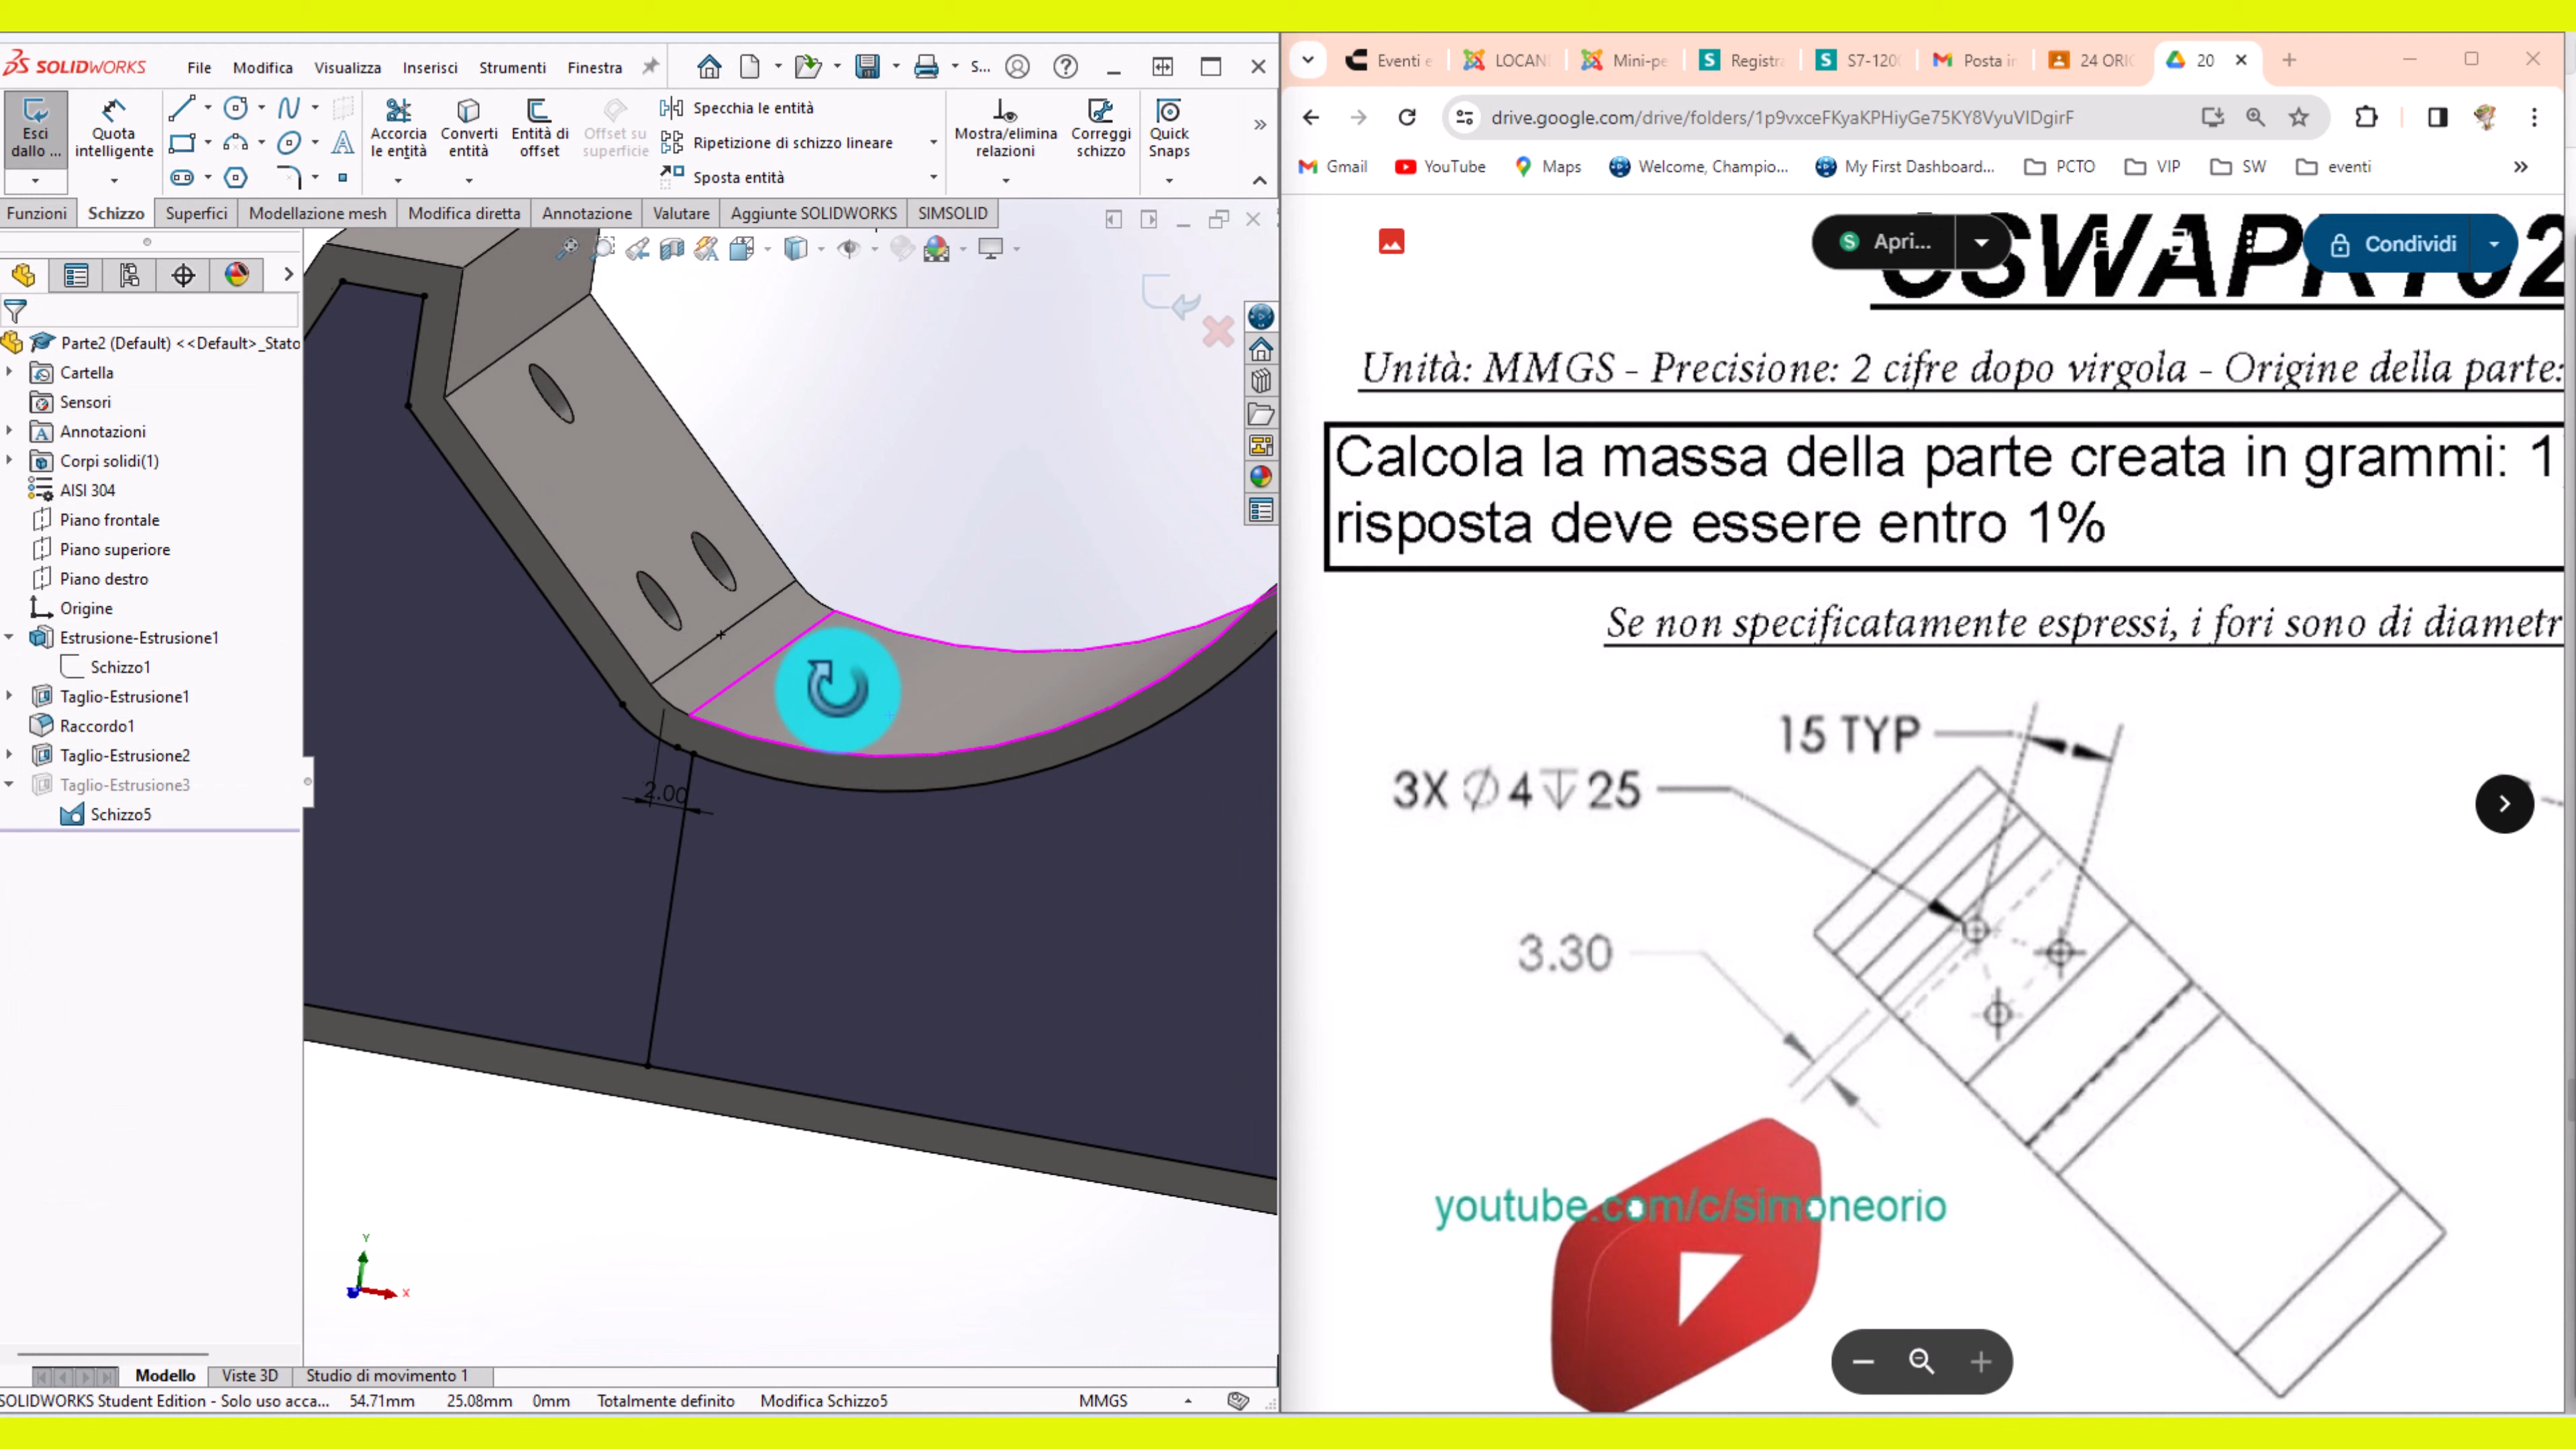 SOLIDWORKS
File Modifica Visualizza Inserisci Strumenti Finestra S...
Esci dallo ...
Quota intelligente
Accorcia le entità
Converti entità
Entità di offset
Offset su superficie
Specchia le entità
Ripetizione di schizzo lineare
Sposta entità
Mostra/elimina relazioni
Correggi schizzo
Quick Snaps
Funzioni Schizzo Superfici Modellazione mesh Modifica diretta Annotazione Valutare Aggiunte SOLIDWORKS SIMSOLID
Parte2 (Default) <<Default>_Stato
Cartella
Sensori
Annotazioni
Corpi solidi(1)
AISI 304
Piano frontale
Piano superiore
Piano destro
Origine
Estrusione-Estrusione1
Schizzo1
Taglio-Estrusione1
Raccordo1
Taglio-Estrusione2
Taglio-Estrusione3
Schizzo5
2.00
Y
X
Modello Viste 3D Studio di movimento 1
SOLIDWORKS Student Edition - Solo uso acca... 54.71mm 25.08mm 0mm Totalmente definito Modifica Schizzo5 MMGS
Eventi e LOCAN Mini-pe Registra S7-120 Posta in 24 ORI 20
drive.google.com/drive/folders/1p9vxceFKyaKPHiyGe75KY8VyuVIDgirF
Gmail YouTube Maps Welcome, Champio... My First Dashboard... PCTO VIP SW eventi
Apri...
Condividi
Unità: MMGS - Precisione: 2 cifre dopo virgola - Origine della parte:
Calcola la massa della parte creata in grammi: 1
risposta deve essere entro 1%
Se non specificatamente espressi, i fori sono di diametr
15 TYP
3X ∅ 4 ↧ 25
3.30
youtube.com/c/simoneorio